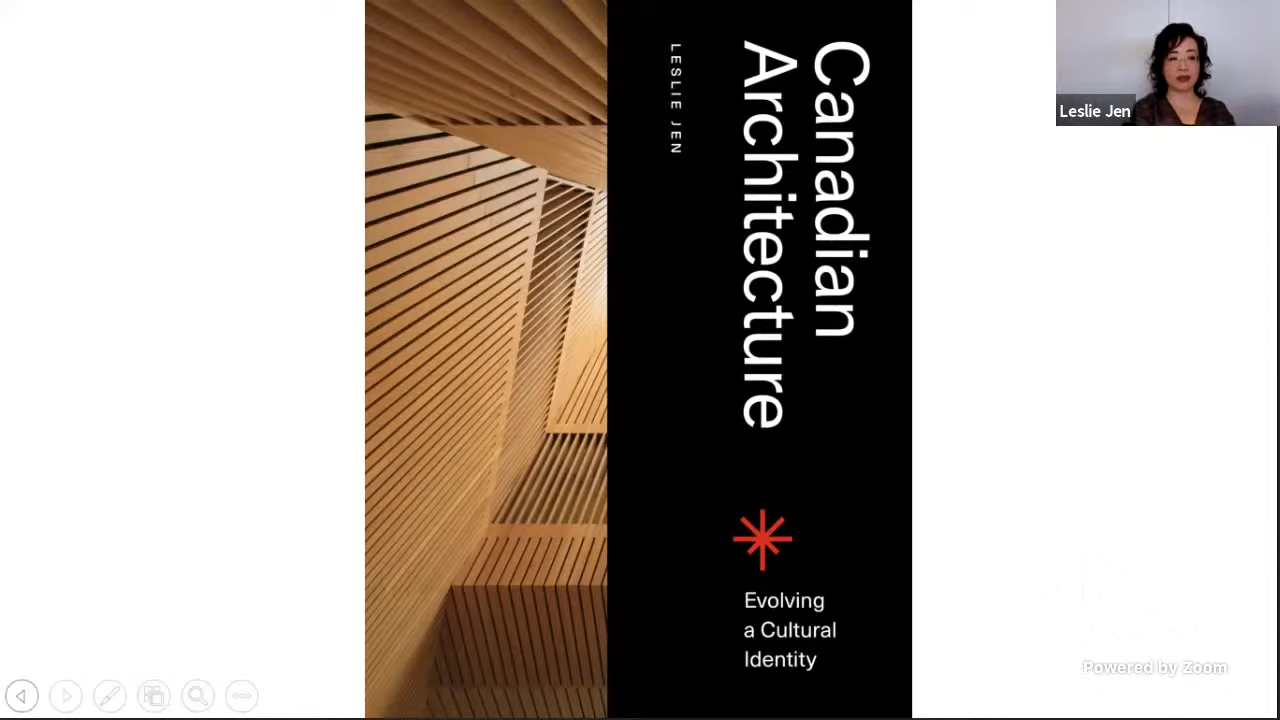 Canadian
Architecture
LESLIE JEN
Evolving
a Cultural
Identity
Leslie Jen
Powered by Zoom